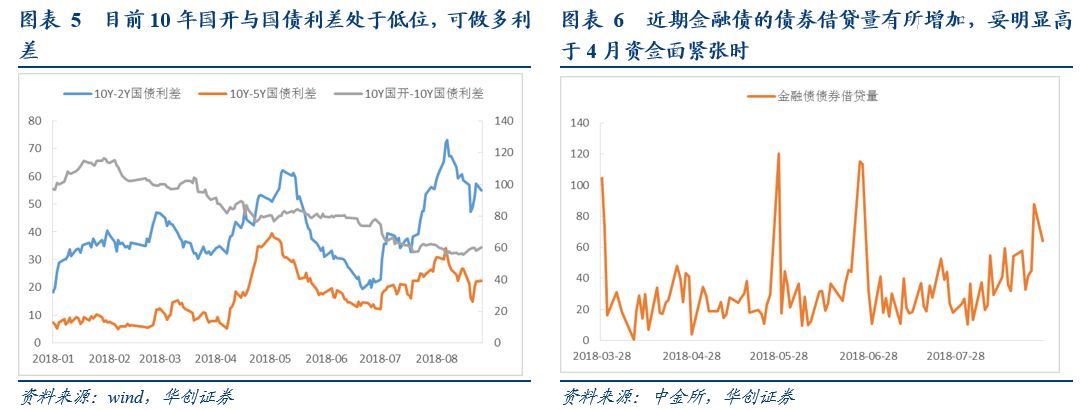 图表 5 目前 10 年国开与国债利差处于低位，可做多利
差
10Y-2Y国债利差 10Y-5Y国债利差 10Y国开-10Y国债利差
80 140
70 120
60 100
50
40 80
30 60
20 40
10 20
0 0
2018-01 2018-02 2018-03 2018-04 2018-05 2018-06 2018-07 2018-08
资料来源：wind，华创证券
图表 6 近期金融债的债券借贷量有所增加，要明显高
于 4 月资金面紧张时
金融债债券借贷量
140
120
100
80
60
40
20
0
2018-03-28 2018-04-28 2018-05-28 2018-06-28 2018-07-28
资料来源：中金所，华创证券